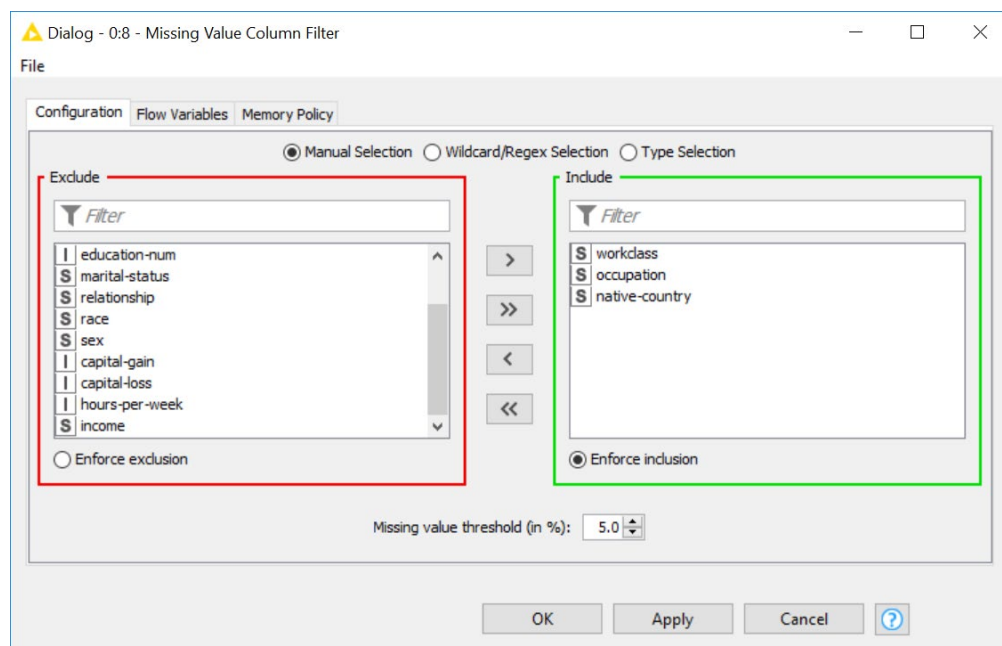 Dialog - 0:8 - Missing Value Column Filter
File
Configuration Flow Variables Memory Policy
Manual Selection Wildcard/Regex Selection Type Selection
Exclude
Filter
I education-num
S marital-status
S relationship
S race
S sex
I capital-gain
I capital-loss
I hours-per-week
S income
Enforce exclusion
>
>>
<
<<
Include
Filter
S workclass
S occupation
S native-country
Enforce inclusion
Missing value threshold (in %): 5.0
OK Apply Cancel ?